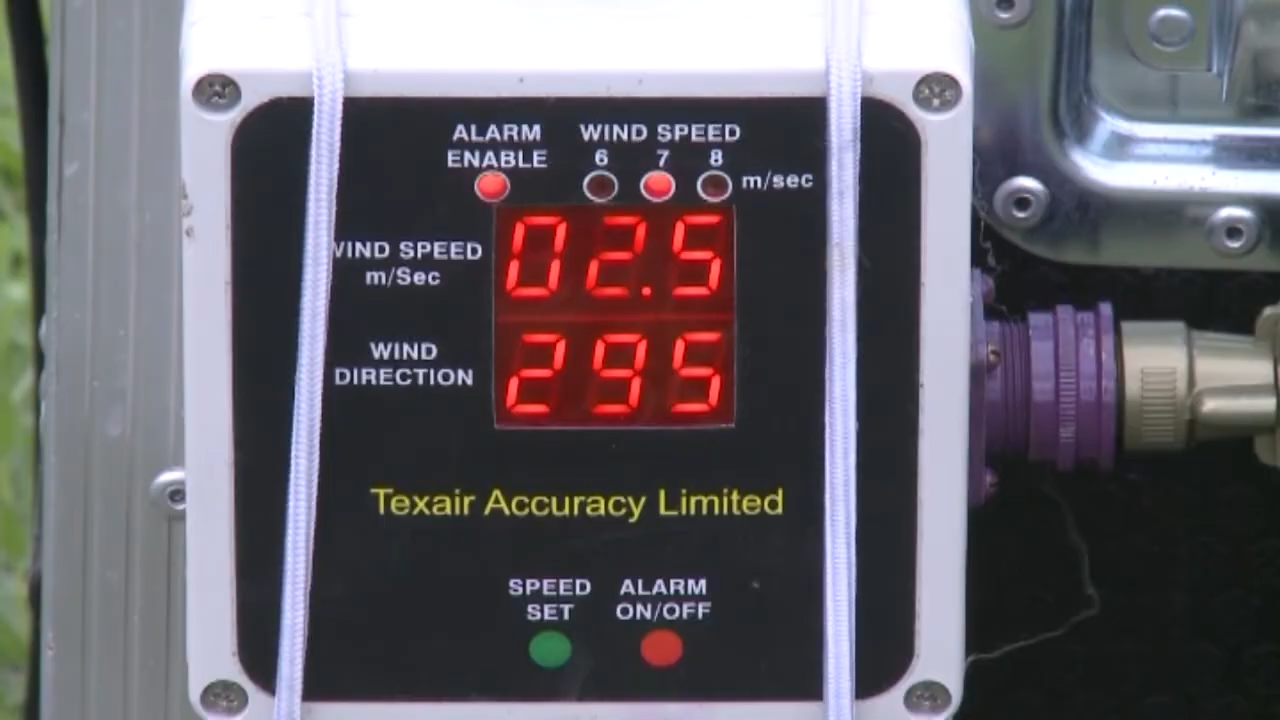 ALARM ENABLE
WIND SPEED
6 7 8 m/sec
WIND SPEED
m/Sec
02.5
WIND
DIRECTION
295
Texair Accuracy Limited
SPEED
SET
ALARM
ON/OFF